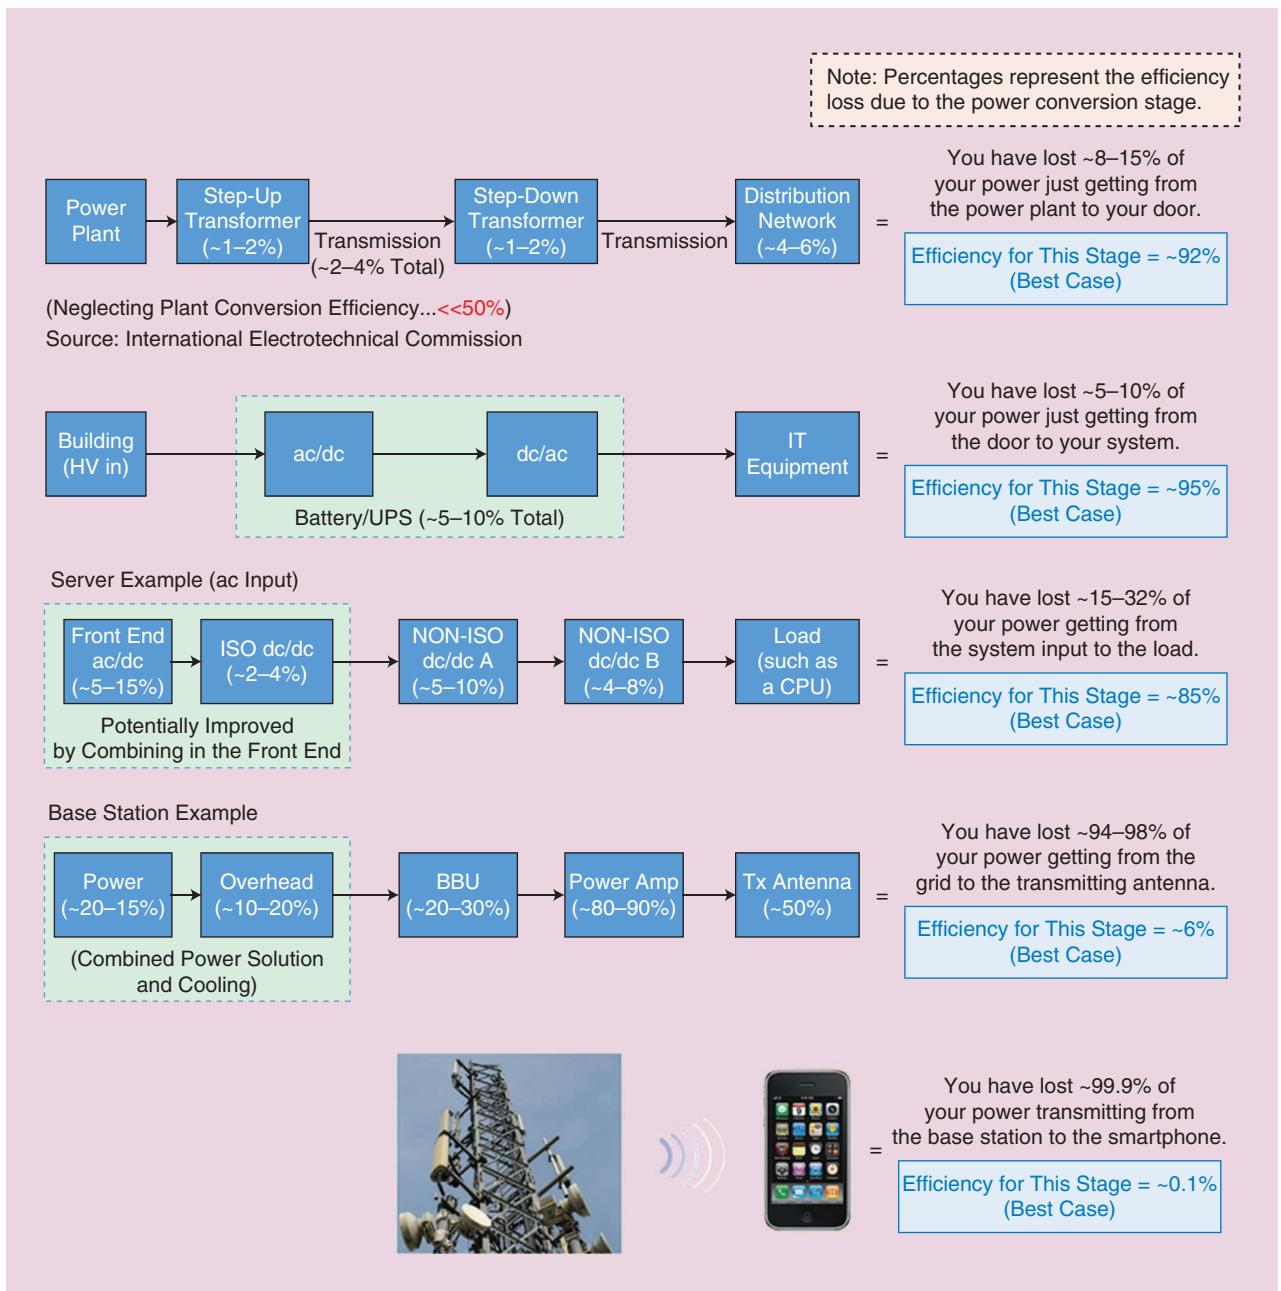 Note: Percentages represent the efficiency
loss due to the power conversion stage.
Power
Plant
Step-Up
Transformer
(~1–2%)
Transmission
(~2–4% Total)
Step-Down
Transformer
(~1–2%)
Transmission
Distribution
Network
(~4–6%)
=
You have lost ~8–15% of
your power just getting from
the power plant to your door.
Efficiency for This Stage = ~92%
(Best Case)
(Neglecting Plant Conversion Efficiency...<<50%)
Source: International Electrotechnical Commission
Building
(HV in)
ac/dc
dc/ac
Battery/UPS (~5–10% Total)
IT
Equipment
=
You have lost ~5–10% of
your power just getting from
the door to your system.
Efficiency for This Stage = ~95%
(Best Case)
Server Example (ac Input)
Front End
ac/dc
(~5–15%)
ISO dc/dc
(~2–4%)
Potentially Improved
by Combining in the Front End
NON-ISO
dc/dc A
(~5–10%)
NON-ISO
dc/dc B
(~4–8%)
Load
(such as
a CPU)
=
You have lost ~15–32% of
your power getting from
the system input to the load.
Efficiency for This Stage = ~85%
(Best Case)
Base Station Example
Power
(~20–15%)
Overhead
(~10–20%)
(Combined Power Solution
and Cooling)
BBU
(~20–30%)
Power Amp
(~80–90%)
Tx Antenna
(~50%)
=
You have lost ~94–98% of
your power getting from the
grid to the transmitting antenna.
Efficiency for This Stage = ~6%
(Best Case)
=
You have lost ~99.9% of
your power transmitting from
the base station to the smartphone.
Efficiency for This Stage = ~0.1%
(Best Case)